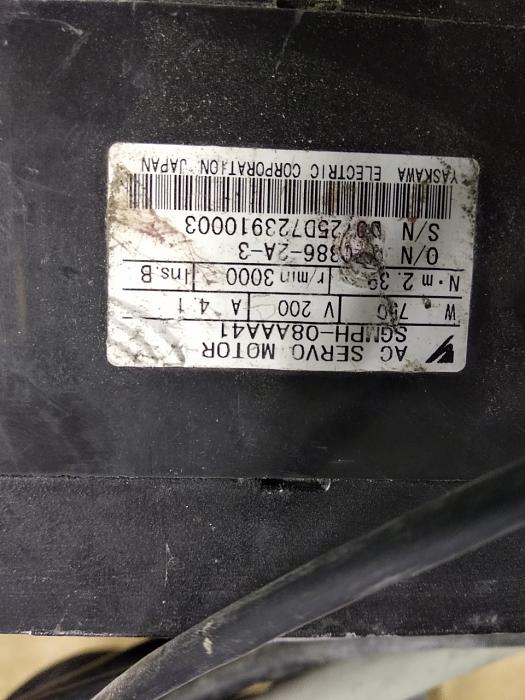 AC SERVO MOTOR
SGMPH-08AAA41
W 750 V 200 A 4.1
N・m 2.39 r/min 3000 Ins.B
O/N 386-2A-3
S/N 25D723910003
YASKAWA ELECTRIC CORPORATION JAPAN